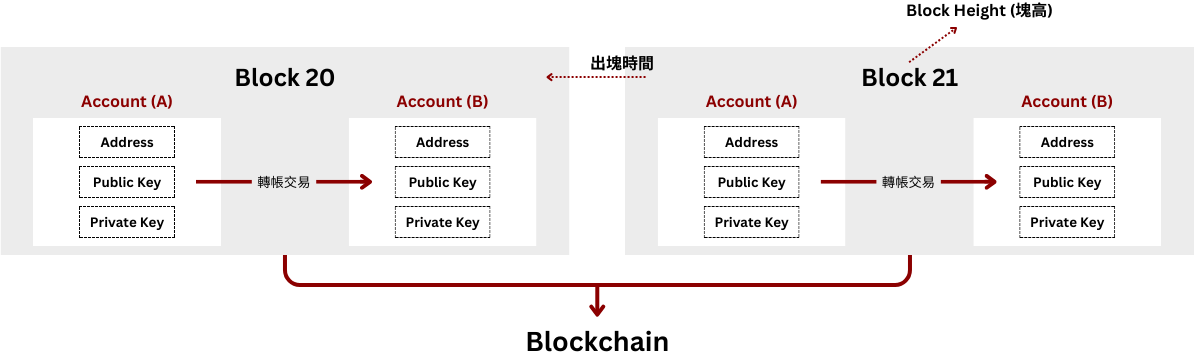 Block Height (塊高)
出塊時間
Block 20
Account (A)
Address
Public Key
Private Key
轉帳交易
Account (B)
Address
Public Key
Private Key
Block 21
Account (A)
Address
Public Key
Private Key
轉帳交易
Account (B)
Address
Public Key
Private Key
Blockchain